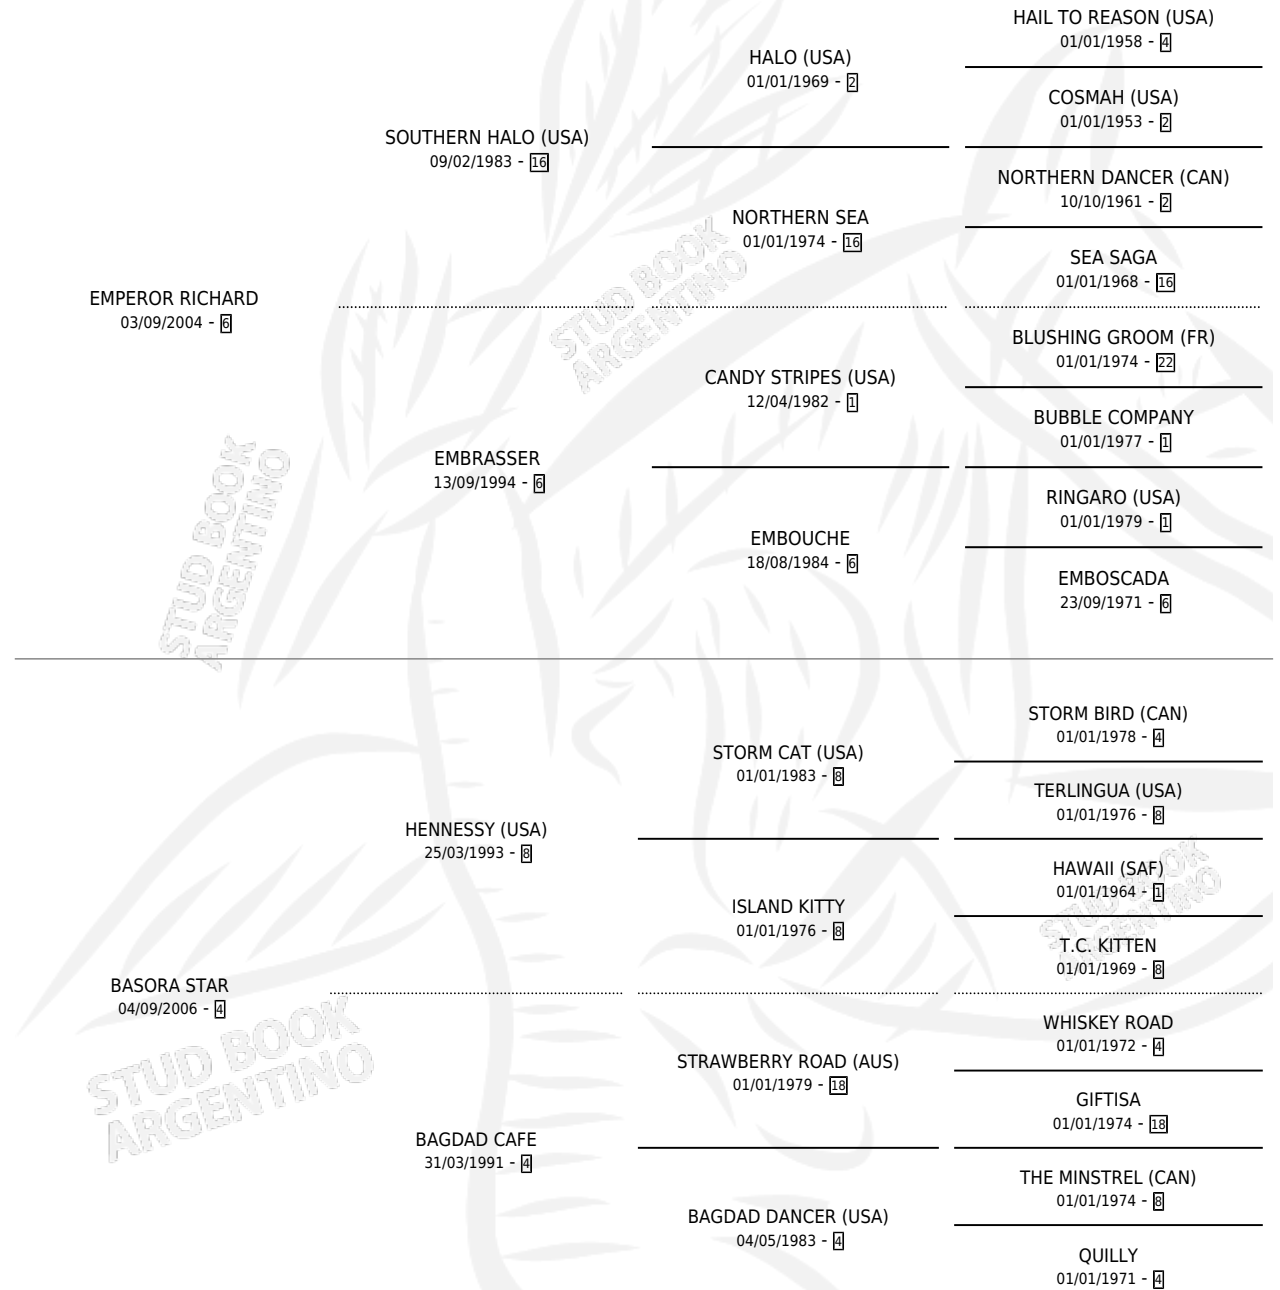 HAIL TO REASON (USA)
01/01/1958 - 4
HALO (USA)
01/01/1969 - 2
COSMAH (USA)
01/01/1953 - 2
SOUTHERN HALO (USA)
09/02/1983 - 16
NORTHERN DANCER (CAN)
10/10/1961 - 2
NORTHERN SEA
01/01/1974 - 16
SEA SAGA
01/01/1968 - 16
EMPEROR RICHARD
03/09/2004 - 6
STUD BOOK
ARGENTINO
BLUSHING GROOM (FR)
01/01/1974 - 22
CANDY STRIPES (USA)
12/04/1982 - 1
BUBBLE COMPANY
01/01/1977 - 1
EMBRASSER
13/09/1994 - 6
RINGARO (USA)
01/01/1979 - 1
EMBOUCHE
18/08/1984 - 6
EMBOSCADA
23/09/1971 - 6
STUD BOOK
ARGENTINO
STORM BIRD (CAN)
01/01/1978 - 4
STORM CAT (USA)
01/01/1983 - 8
TERLINGUA (USA)
01/01/1976 - 8
HENNESSY (USA)
25/03/1993 - 8
HAWAII (SAF)
01/01/1964 - 1
ISLAND KITTY
01/01/1976 - 8
STUD BOOK
ARGENTINO
T.C. KITTEN
01/01/1969 - 8
BASORA STAR
04/09/2006 - 4
WHISKEY ROAD
01/01/1972 - 4
STRAWBERRY ROAD (AUS)
01/01/1979 - 18
STUD BOOK
ARGENTINO
GIFTISA
01/01/1974 - 18
BAGDAD CAFE
31/03/1991 - 4
THE MINSTREL (CAN)
01/01/1974 - 8
BAGDAD DANCER (USA)
04/05/1983 - 4
QUILLY
01/01/1971 - 4